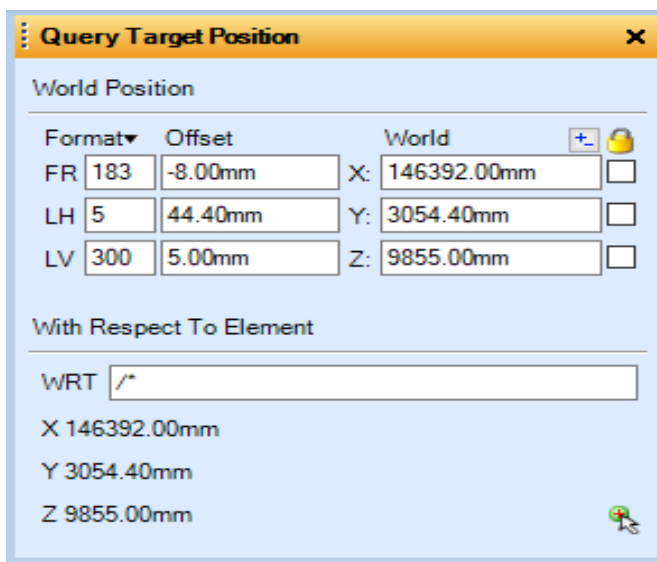 Query Target Position
World Position
Format Offset World
FR 183 -8.00mm X: 146392.00mm
LH 5 44.40mm Y: 3054.40mm
LV 300 5.00mm Z: 9855.00mm
With Respect To Element
WRT /*
X 146392.00mm
Y 3054.40mm
Z 9855.00mm